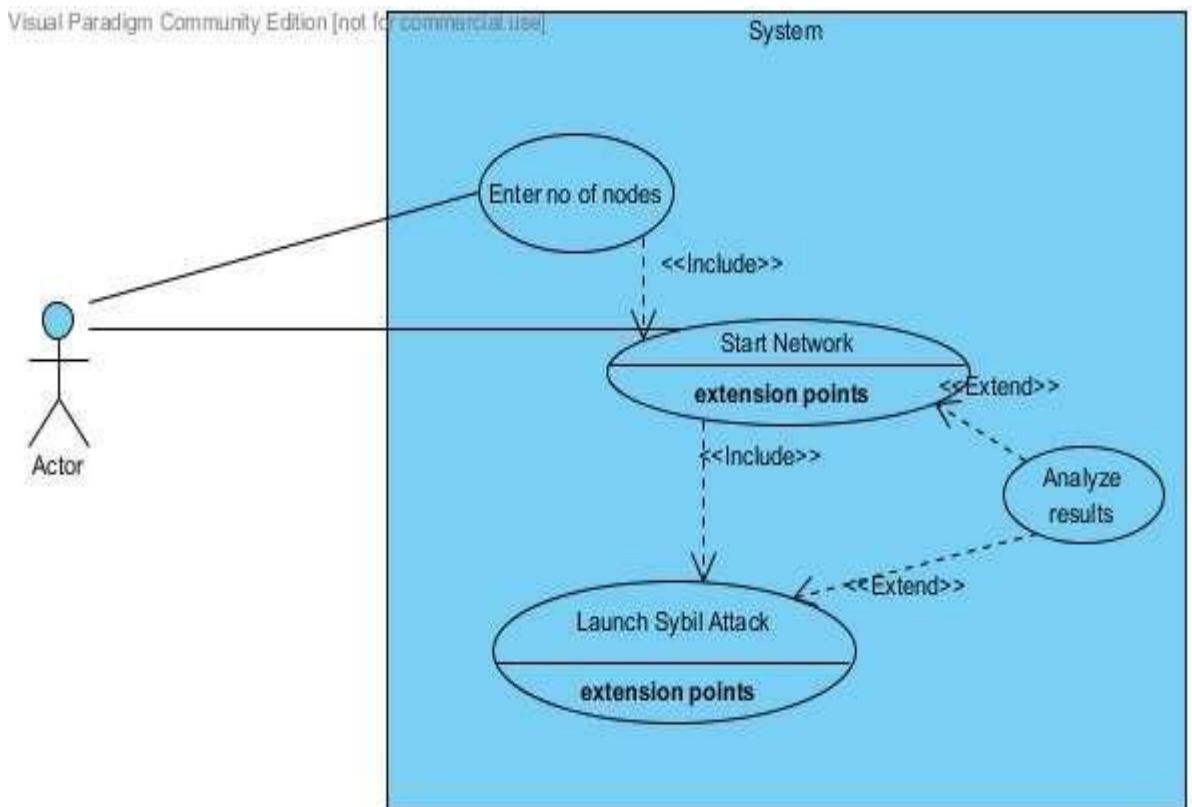 Visual Paradigm Community Edition [not for commercial use]
System
Enter no of nodes
<<Include>>
Start Network
extension points
<<Extend>>
<<Include>>
Analyze
results
Actor
<<Extend>>
Launch Sybil Attack
extension points